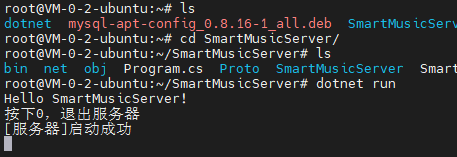 root@VM-0-2-ubuntu:~# ls
dotnet mysql-apt-config_0.8.16-1_all.deb SmartMusicServer
root@VM-0-2-ubuntu:~# cd SmartMusicServer/
root@VM-0-2-ubuntu:~/SmartMusicServer# ls
bin net obj Program.cs Proto SmartMusicServer Smart
root@VM-0-2-ubuntu:~/SmartMusicServer# dotnet run
Hello SmartMusicServer!
按下0，退出服务器
[服务器]启动成功